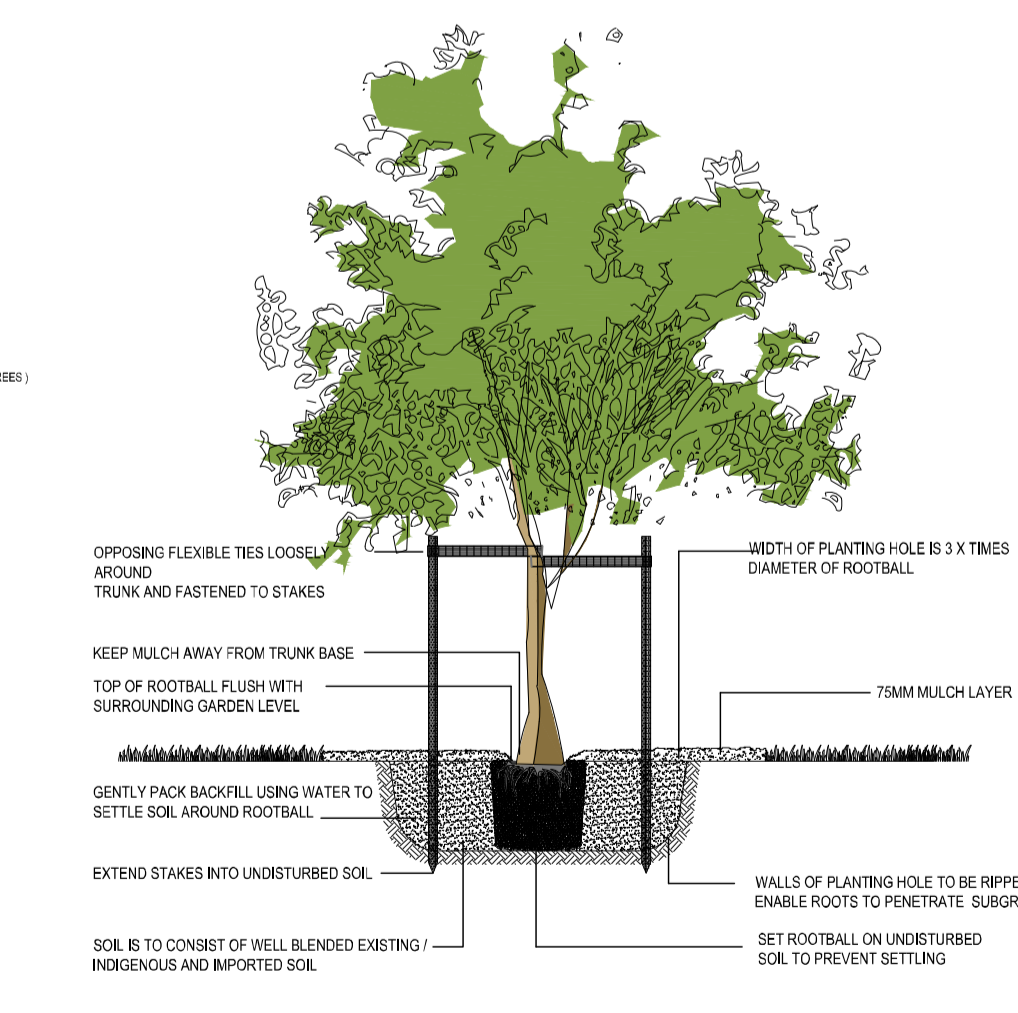 REES )
OPPOSING FLEXIBLE TIES LOOSELY
AROUND
TRUNK AND FASTENED TO STAKES
KEEP MULCH AWAY FROM TRUNK BASE
TOP OF ROOTBALL FLUSH WITH
SURROUNDING GARDEN LEVEL
GENTLY PACK BACKFILL USING WATER TO
SETTLE SOIL AROUND ROOTBALL
EXTEND STAKES INTO UNDISTURBED SOIL
SOIL IS TO CONSIST OF WELL BLENDED EXISTING /
INDIGENOUS AND IMPORTED SOIL
WIDTH OF PLANTING HOLE IS 3 X TIMES
DIAMETER OF ROOTBALL
75MM MULCH LAYER
WALLS OF PLANTING HOLE TO BE RIPPE
ENABLE ROOTS TO PENETRATE SUBGR
SET ROOTBALL ON UNDISTURBED
SOIL TO PREVENT SETTLING